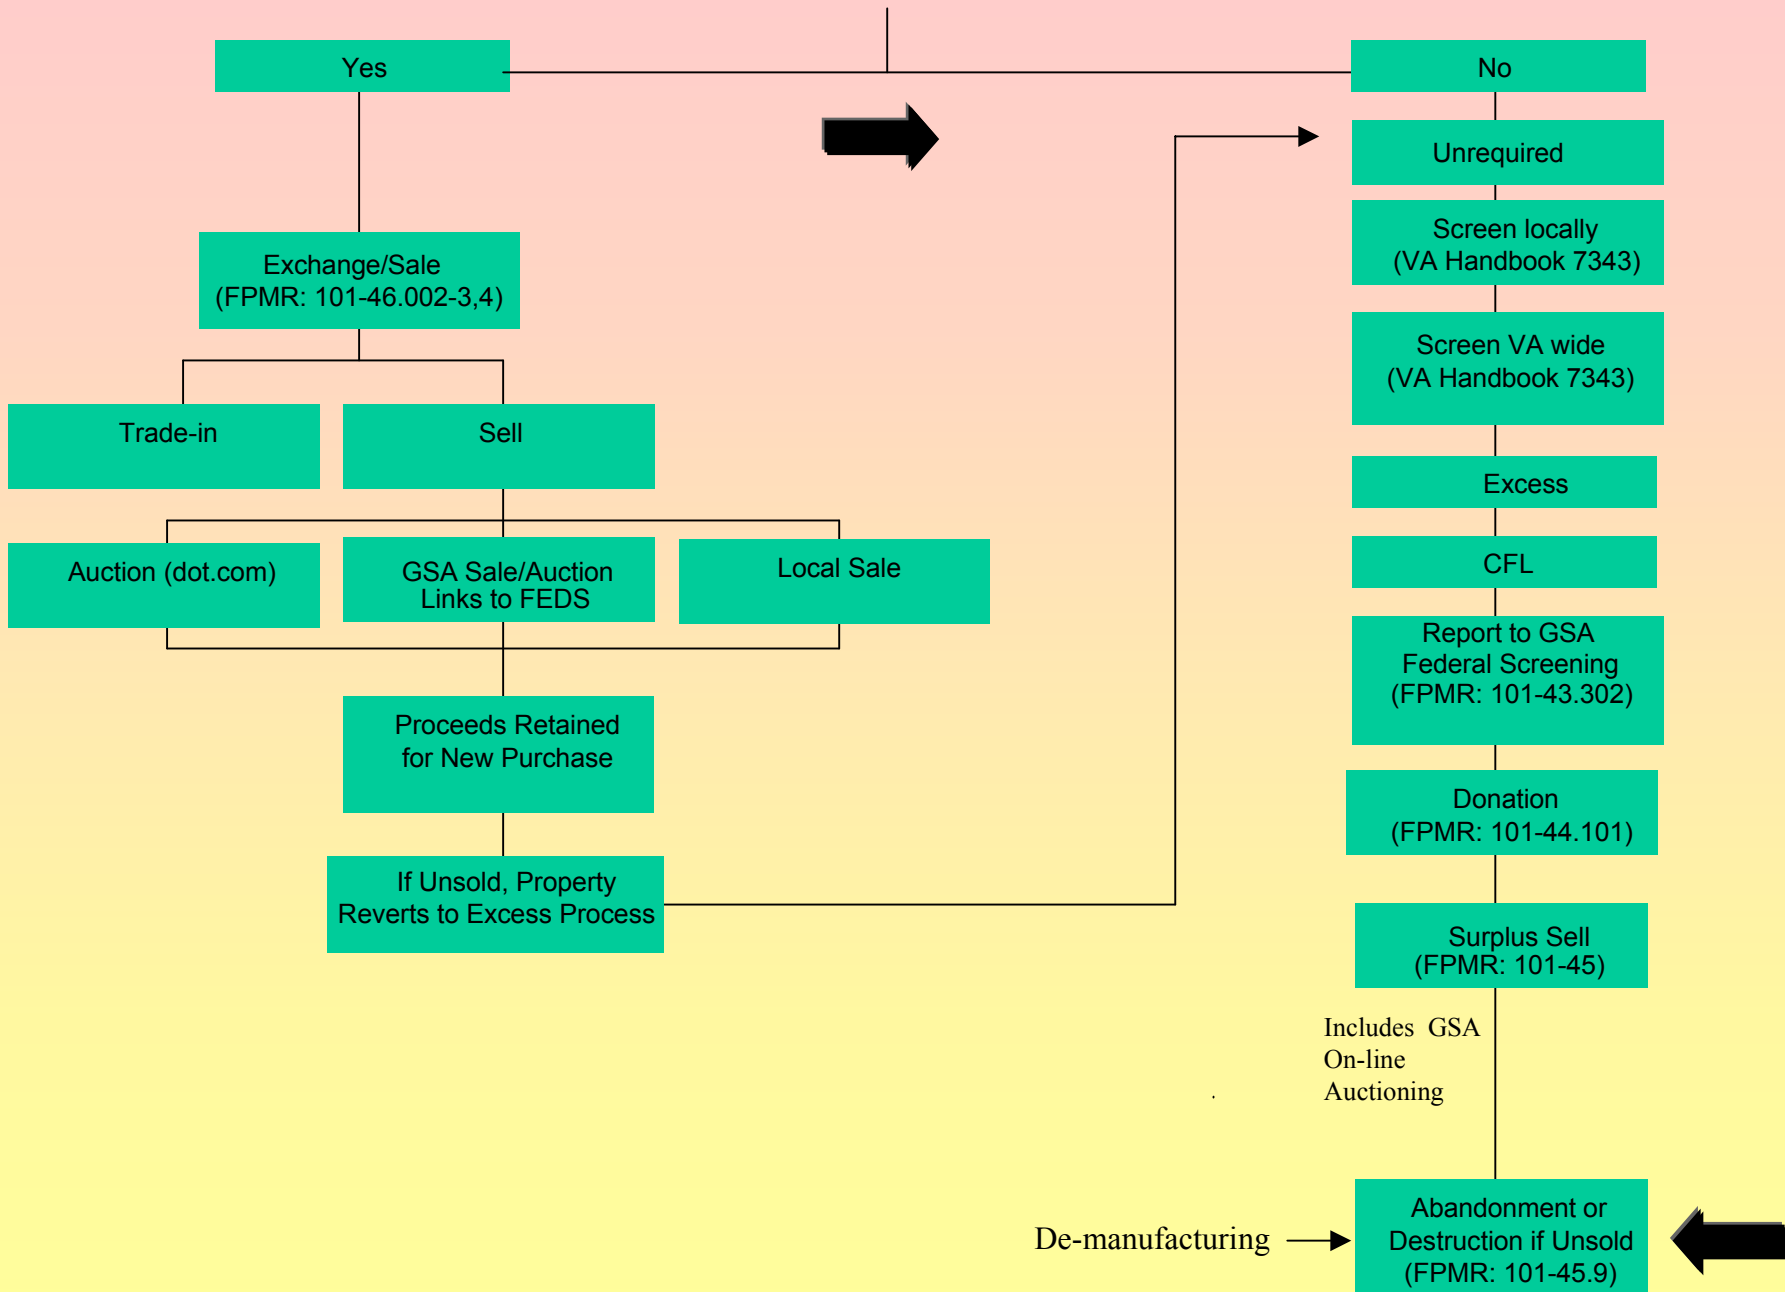 Yes
No
Unrequired
Exchange/Sale
(FPMR: 101-46.002-3,4)
Screen locally
(VA Handbook 7343)
Screen VA wide
(VA Handbook 7343)
Trade-in
Sell
Excess
Auction (dot.com)
GSA Sale/Auction
Links to FEDS
Local Sale
CFL
Report to GSA
Federal Screening
(FPMR: 101-43.302)
Proceeds Retained
for New Purchase
Donation
(FPMR: 101-44.101)
If Unsold, Property
Reverts to Excess Process
Surplus Sell
(FPMR: 101-45)
Includes GSA
On-line
Auctioning
.
De-manufacturing
Abandonment or
Destruction if Unsold
(FPMR: 101-45.9)